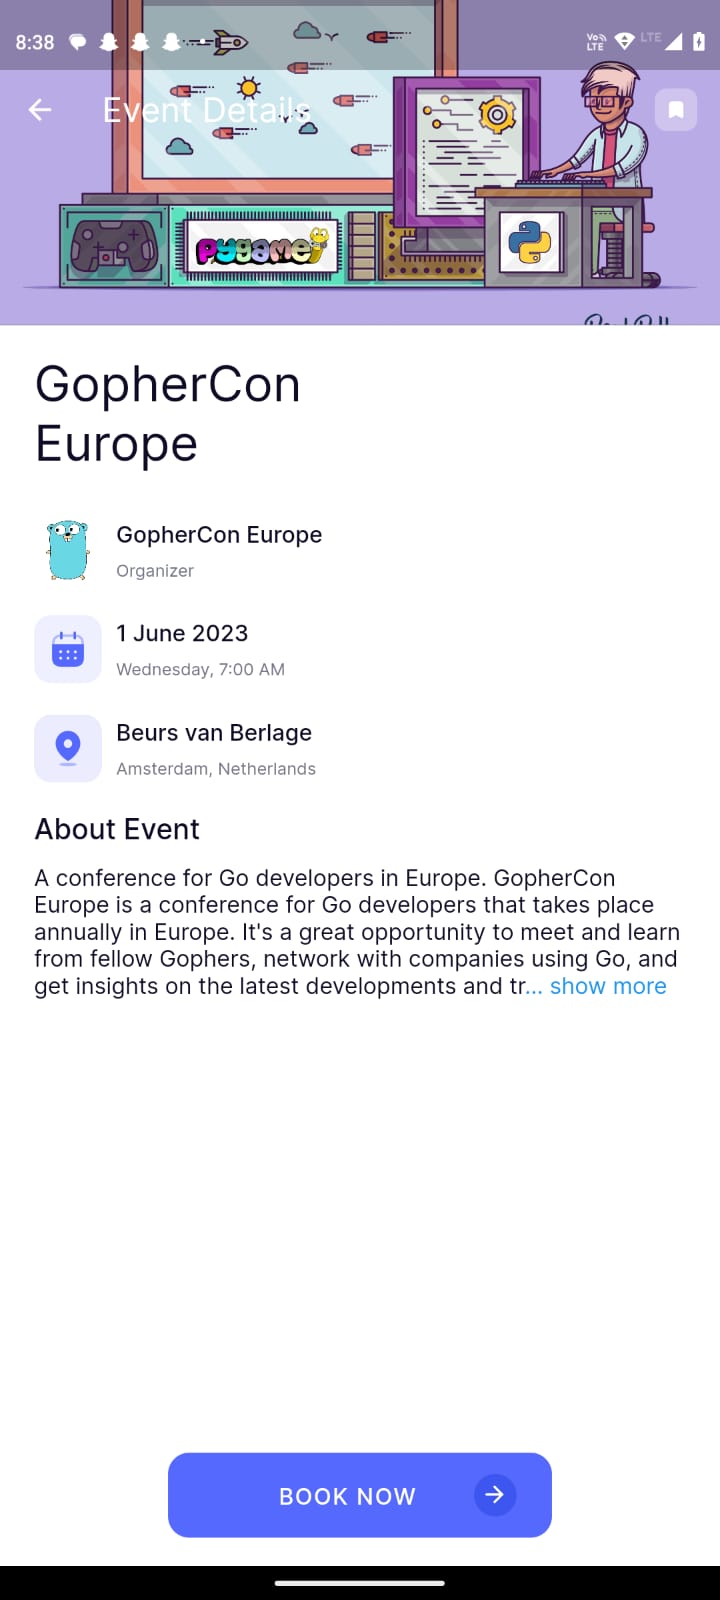 8:38
Vo))
LTE
LTE
Event Details
pygame
GopherCon
Europe
GopherCon Europe
Organizer
1 June 2023
Wednesday, 7:00 AM
Beurs van Berlage
Amsterdam, Netherlands
About Event
A conference for Go developers in Europe. GopherCon
Europe is a conference for Go developers that takes place
annually in Europe. It's a great opportunity to meet and learn
from fellow Gophers, network with companies using Go, and
get insights on the latest developments and tr... show more
BOOK NOW